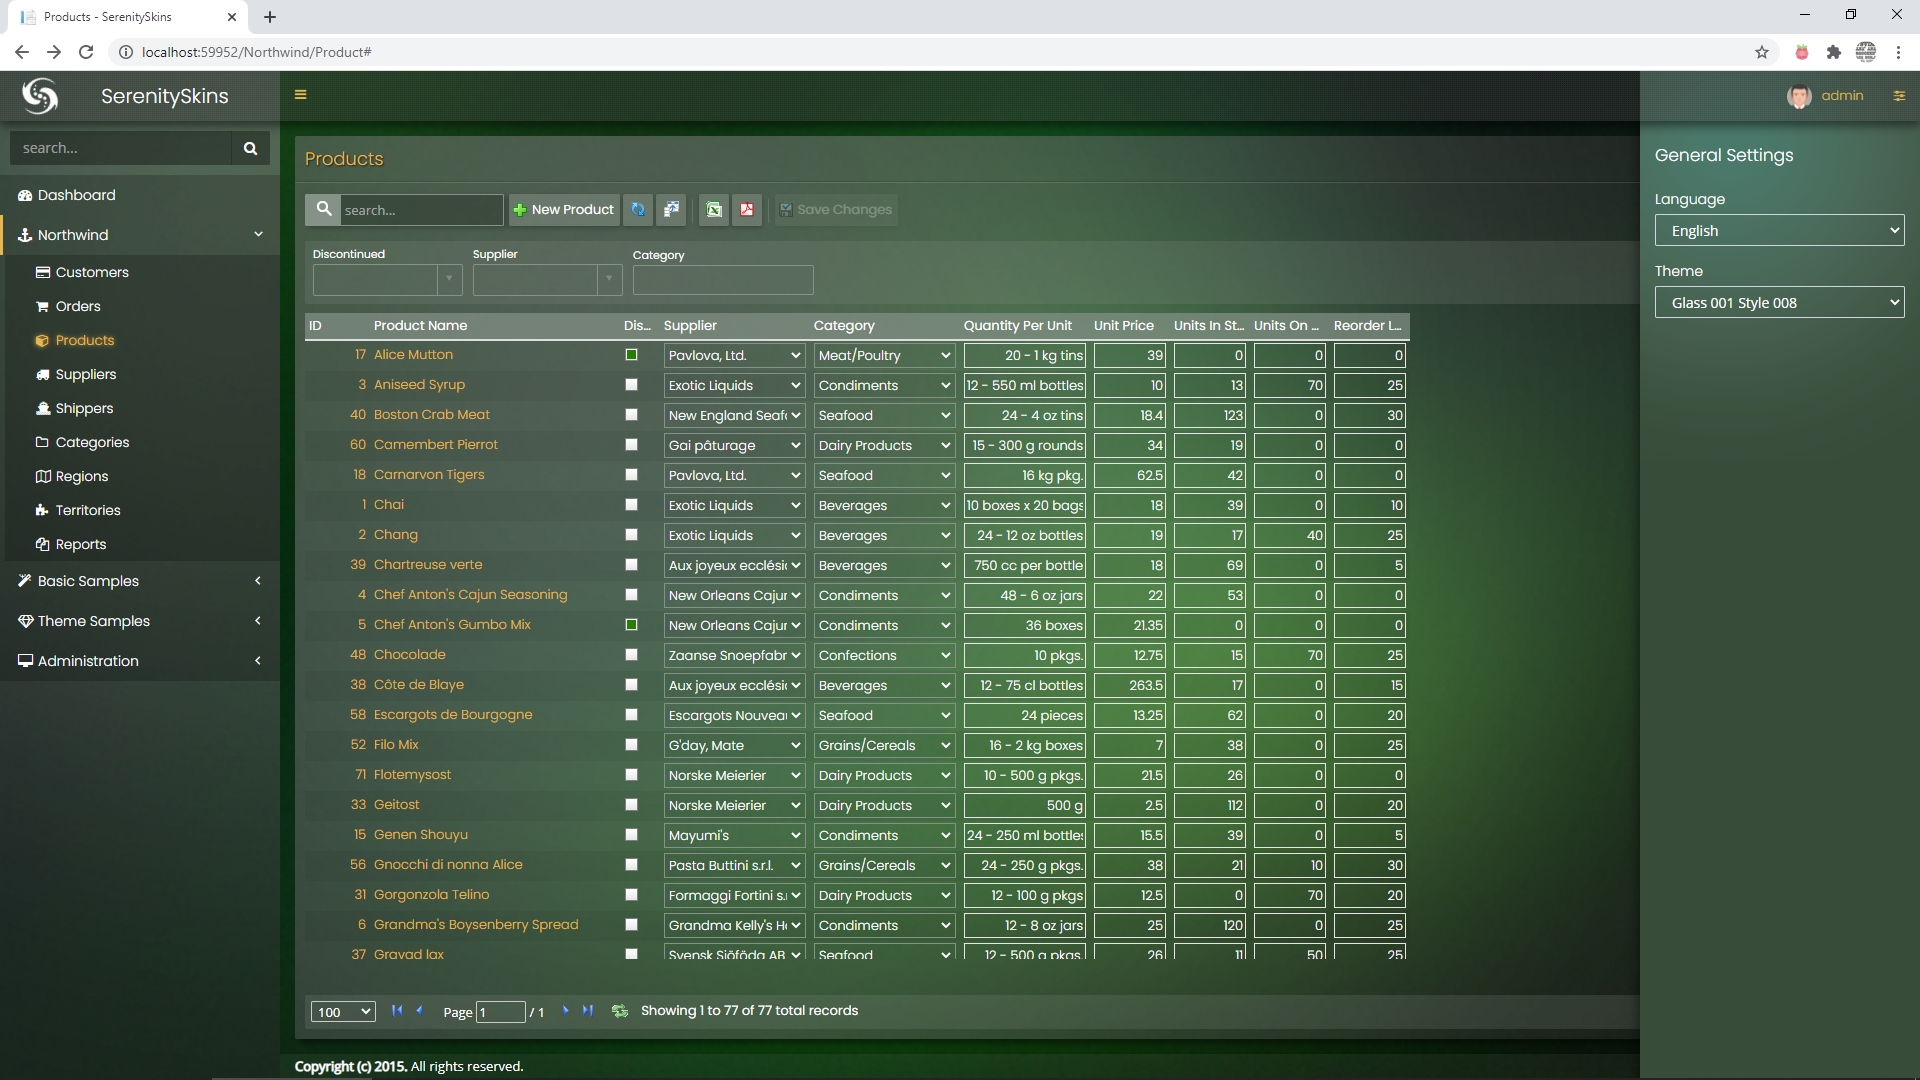 Products - SerenitySkins
localhost:59952/Northwind/Product#
SerenitySkins
admin
search...
Dashboard
Northwind
Customers
Orders
Products
Suppliers
Shippers
Categories
Regions
Territories
Reports
Basic Samples
Theme Samples
Administration
Products
search... New Product Save Changes
Discontinued Supplier Category
ID Product Name Dis... Supplier Category Quantity Per Unit Unit Price Units In St... Units On ... Reorder L...
17 Alice Mutton Pavlova, Ltd. Meat/Poultry 20 - 1 kg tins 39 0 0 0
3 Aniseed Syrup Exotic Liquids Condiments 12 - 550 ml bottles 10 13 70 25
40 Boston Crab Meat New England Seaf Seafood 24 - 4 oz tins 18.4 123 0 30
60 Camembert Pierrot Gai pâturage Dairy Products 15 - 300 g rounds 34 19 0 0
18 Carnarvon Tigers Pavlova, Ltd. Seafood 16 kg pkg. 62.5 42 0 0
1 Chai Exotic Liquids Beverages 10 boxes x 20 bags 18 39 0 10
2 Chang Exotic Liquids Beverages 24 - 12 oz bottles 19 17 40 25
39 Chartreuse verte Aux joyeux ecclési Beverages 750 cc per bottle 18 69 0 5
4 Chef Anton's Cajun Seasoning New Orleans Cajur Condiments 48 - 6 oz jars 22 53 0 0
5 Chef Anton's Gumbo Mix New Orleans Cajur Condiments 36 boxes 21.35 0 0 0
48 Chocolade Zaanse Snoepfabr Confections 10 pkgs. 12.75 15 70 25
38 Côte de Blaye Aux joyeux ecclési Beverages 12 - 75 cl bottles 263.5 17 0 15
58 Escargots de Bourgogne Escargots Nouveau Seafood 24 pieces 13.25 62 0 20
52 Filo Mix G'day, Mate Grains/Cereals 16 - 2 kg boxes 7 38 0 25
71 Flotemysost Norske Meierier Dairy Products 10 - 500 g pkgs. 21.5 26 0 0
33 Geitost Norske Meierier Dairy Products 500 g 2.5 112 0 20
15 Genen Shouyu Mayumi's Condiments 24 - 250 ml bottles 15.5 39 0 5
56 Gnocchi di nonna Alice Pasta Buttini s.r.l. Grains/Cereals 24 - 250 g pkgs. 38 21 10 30
31 Gorgonzola Telino Formaggi Fortini s.r Dairy Products 12 - 100 g pkgs 12.5 0 70 20
6 Grandma's Boysenberry Spread Grandma Kelly's H Condiments 12 - 8 oz jars 25 120 0 25
37 Gravad lax Svensk Sjöföda AB Seafood 12 - 500 g pkgs. 26 11 50 25
100 Page 1 / 1 Showing 1 to 77 of 77 total records
Copyright (c) 2015. All rights reserved.
General Settings
Language
English
Theme
Glass 001 Style 008